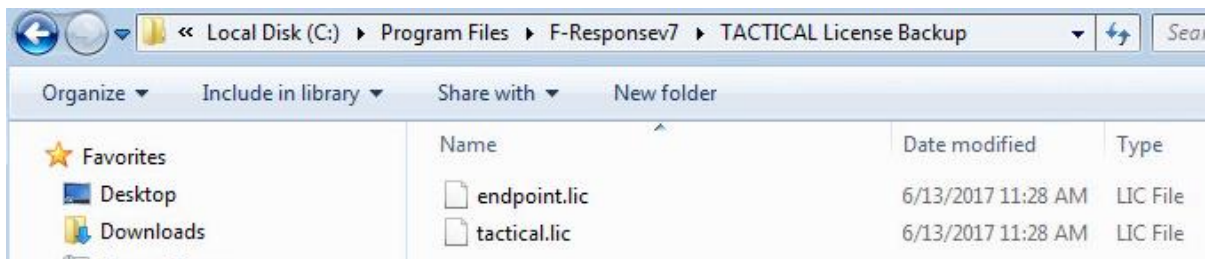 « Local Disk (C:) ▸ Program Files ▸ F-Responsev7 ▸ TACTICAL License Backup
Organize Include in library Share with New folder
Favorites Name Date modified Type
Desktop endpoint.lic 6/13/2017 11:28 AM LIC File
Downloads tactical.lic 6/13/2017 11:28 AM LIC File